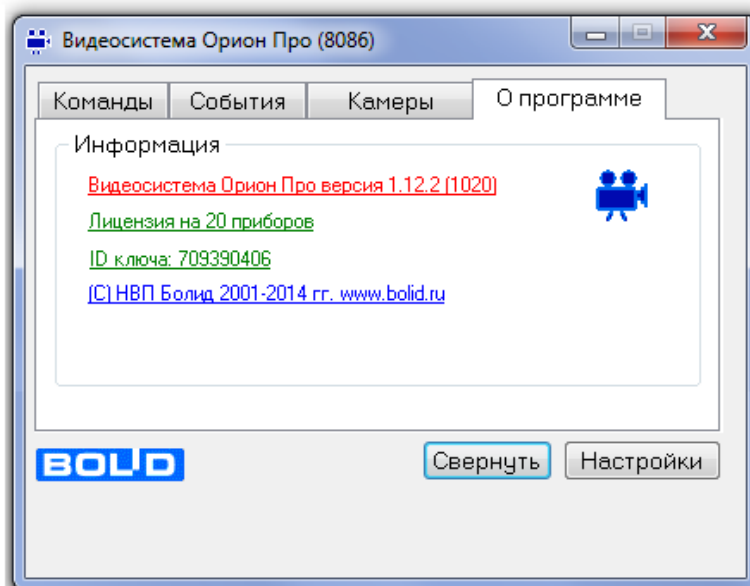 Видеосистема Орион Про (8086)
Команды События Камеры О программе
Информация
Видеосистема Орион Про версия 1.12.2 (1020)
Лицензия на 20 приборов
ID ключа: 709390406
(C) НВП Болид 2001-2014 гг. www.bolid.ru
BOLID Свернуть Настройки